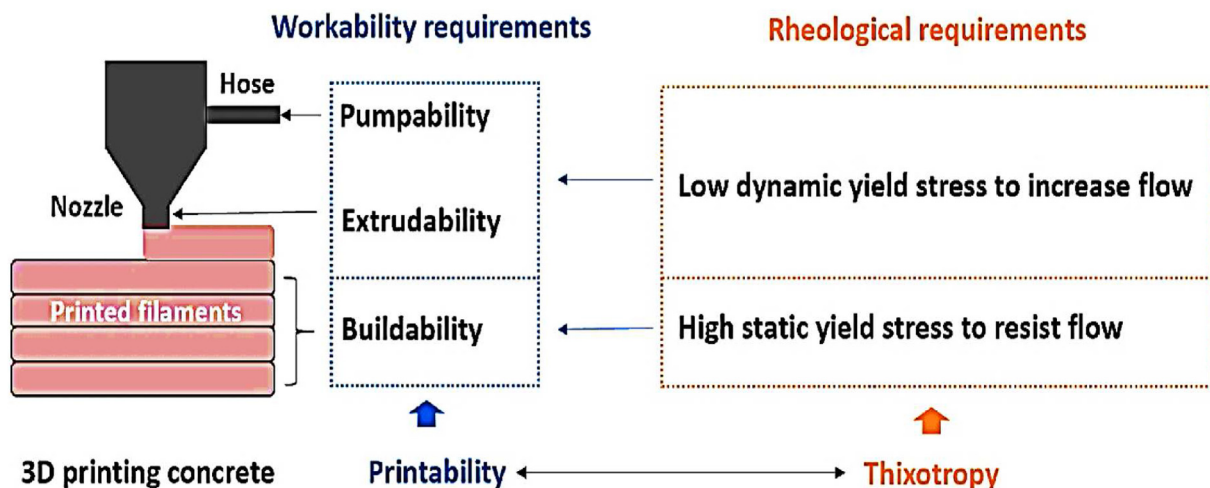 Workability requirements
Rheological requirements
Hose
Pumpability
Low dynamic yield stress to increase flow
Nozzle
Extrudability
Printed filaments
Buildability
High static yield stress to resist flow
3D printing concrete
Printability
Thixotropy